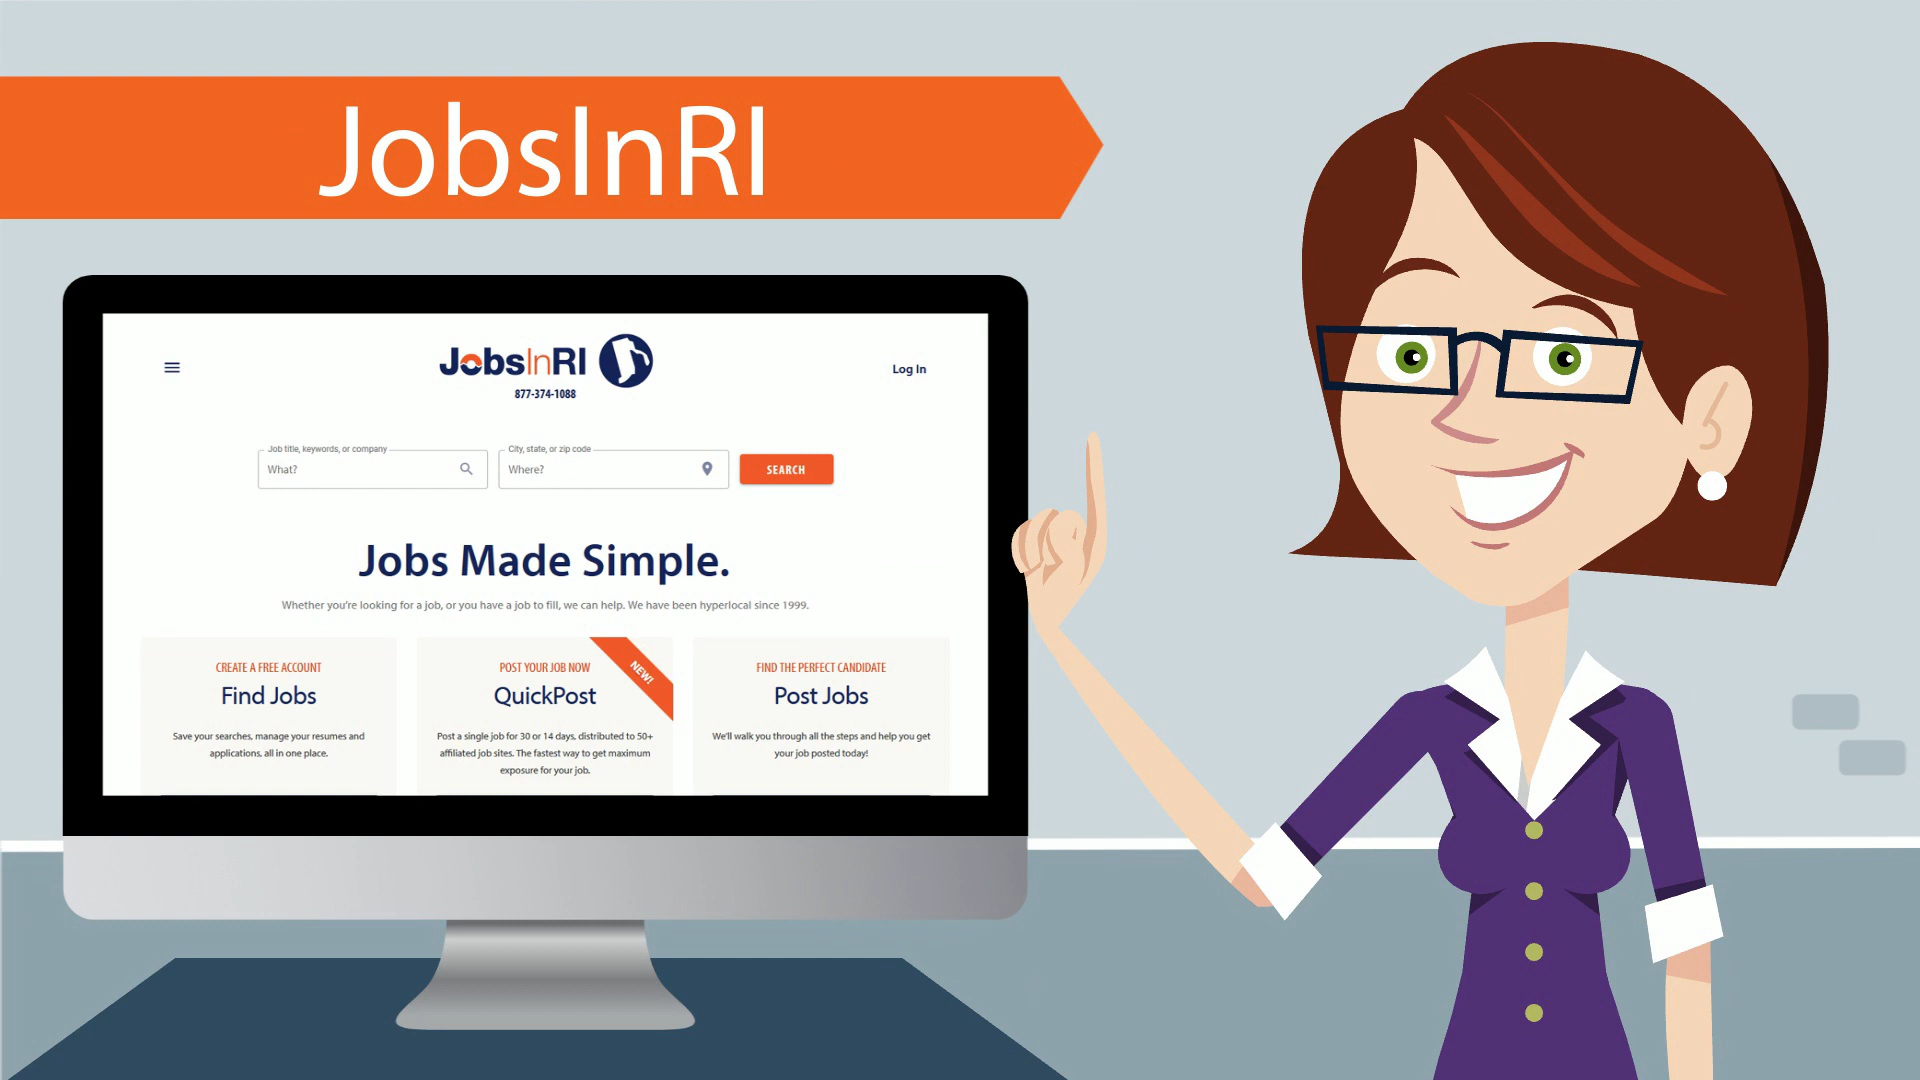 JobsInRI
JobsInRI
877-374-1088
Log In
Job title, keywords, or company
What?
City, state, or zip code
Where?
SEARCH
Jobs Made Simple.
Whether you're looking for a job, or you have a job to fill, we can help. We have been hyperlocal since 1999.
CREATE A FREE ACCOUNT
Find Jobs
Save your searches, manage your resumes and
applications, all in one place.
POST YOUR JOB NOW
NEW!
QuickPost
Post a single job for 30 or 14 days, distributed to 50+
affiliated job sites. The fastest way to get maximum
exposure for your job.
FIND THE PERFECT CANDIDATE
Post Jobs
We'll walk you through all the steps and help you get
your job posted today!